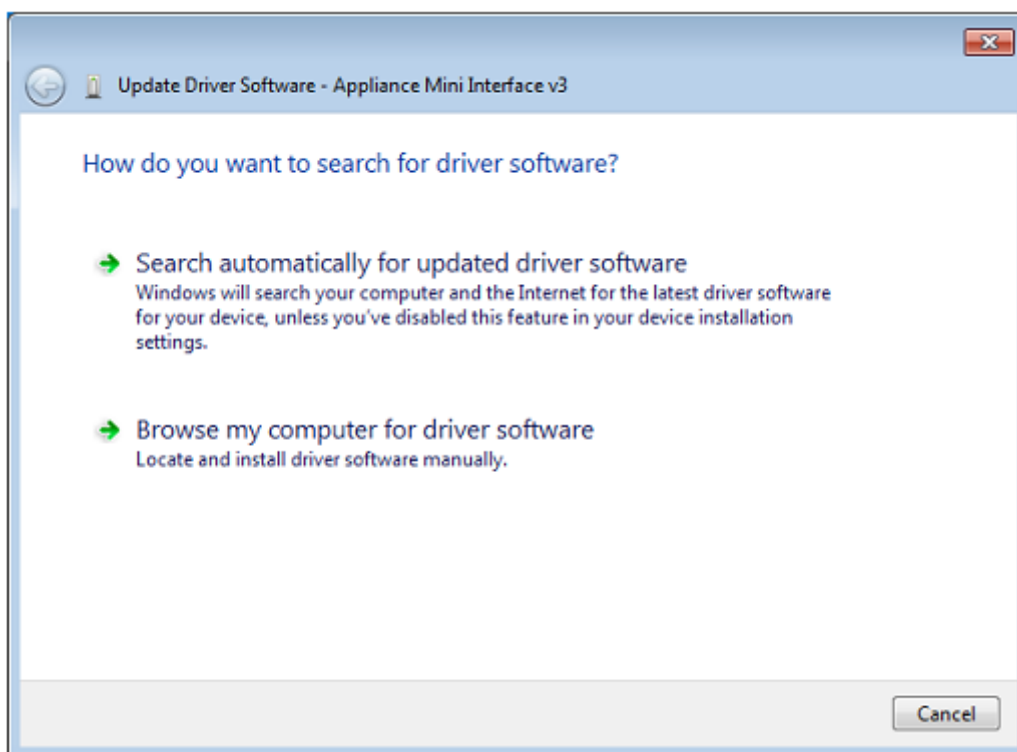 Update Driver Software - Appliance Mini Interface v3
How do you want to search for driver software?
Search automatically for updated driver software
Windows will search your computer and the Internet for the latest driver software
for your device, unless you've disabled this feature in your device installation
settings.
Browse my computer for driver software
Locate and install driver software manually.
Cancel